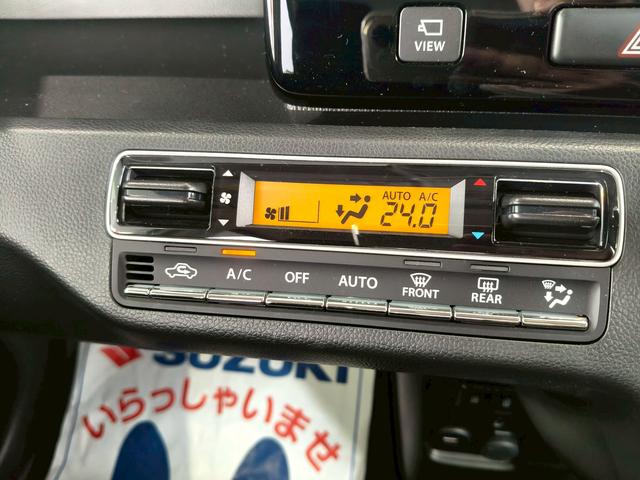 VIEW
AUTO A/C
24.0
A/C OFF AUTO FRONT REAR
SUZUKI
いらっしゃいませ